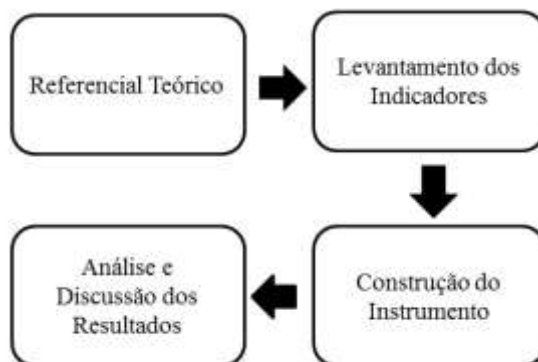 Referencial Teórico
Levantamento dos
Indicadores
Construção do
Instrumento
Análise e
Discussão dos
Resultados